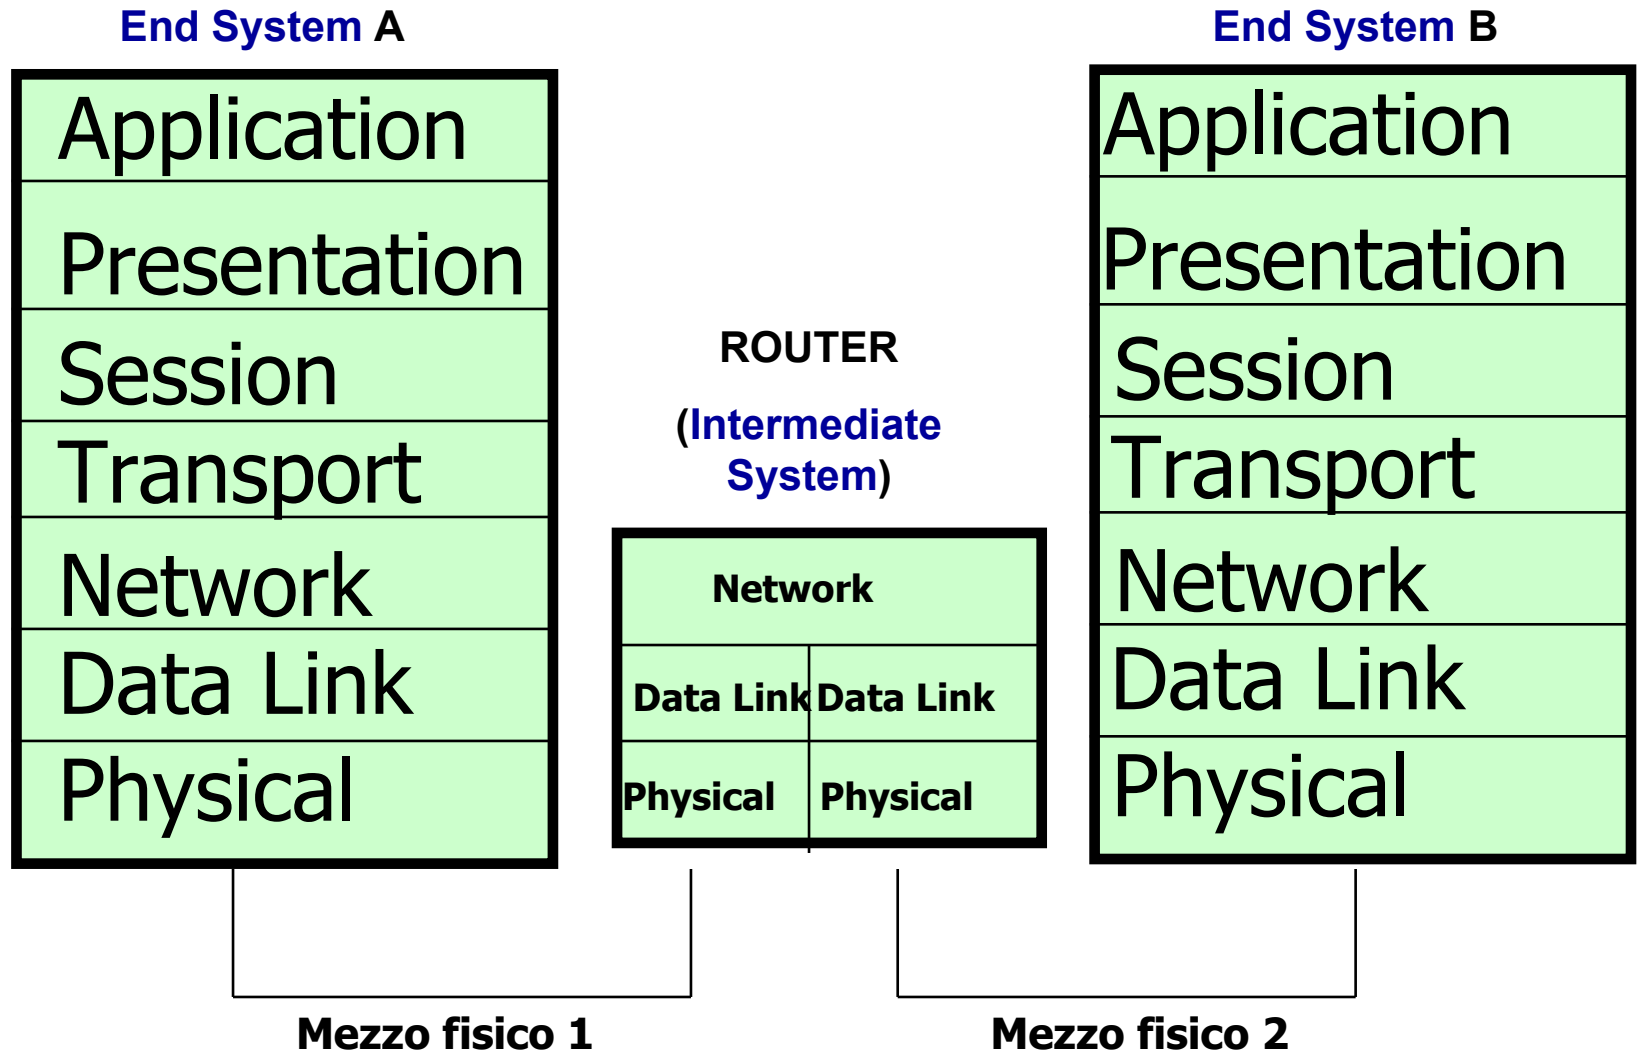 End System A
Application
Presentation
Session
Transport
Network
Data Link
Physical
ROUTER
(Intermediate
System)
Network
Data Link Data Link
Physical Physical
End System B
Application
Presentation
Session
Transport
Network
Data Link
Physical
Mezzo fisico 1
Mezzo fisico 2